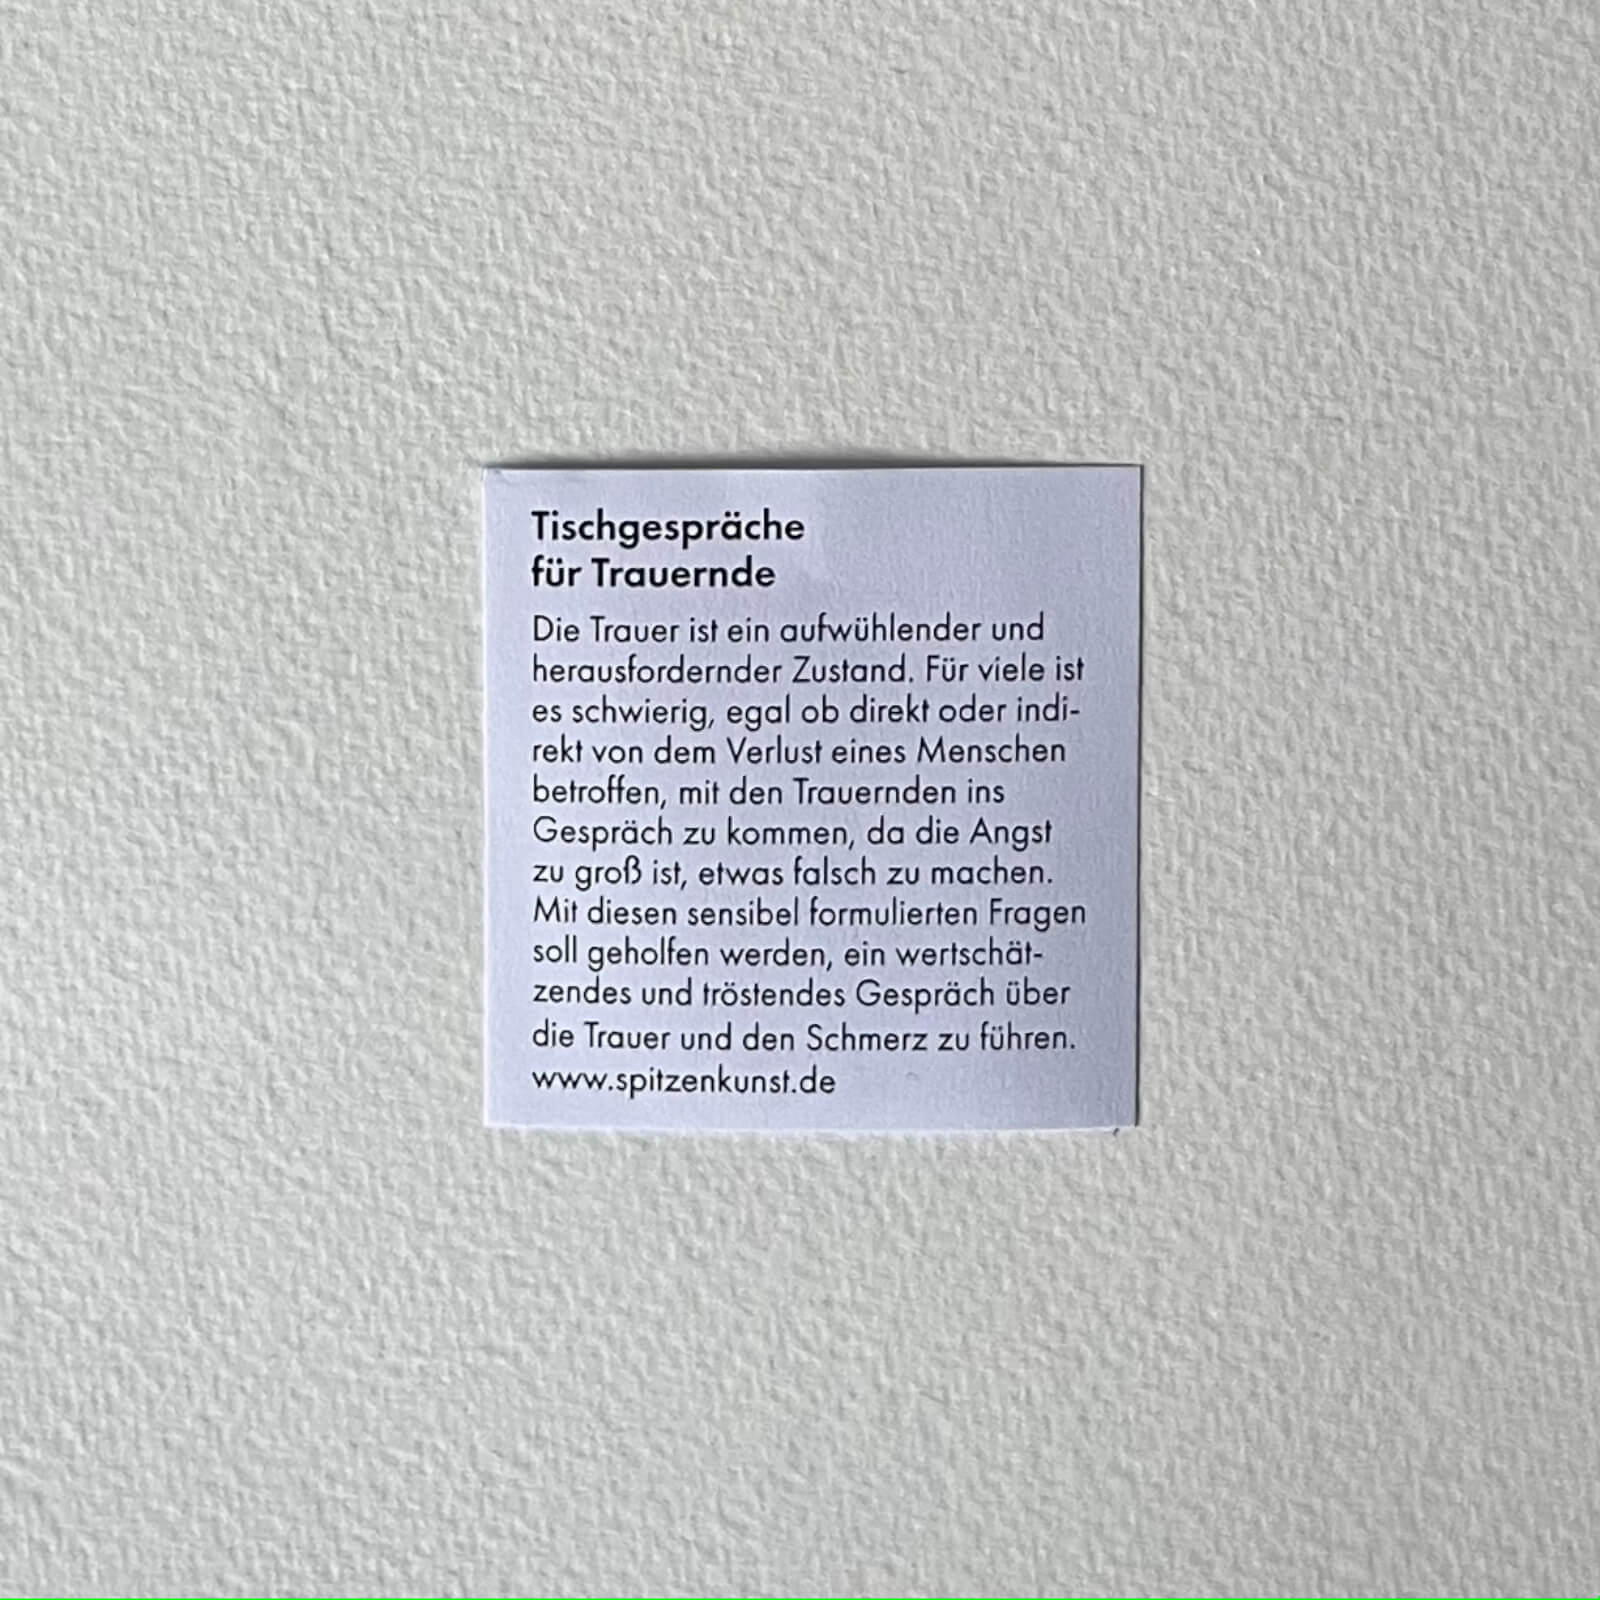 Tischgespräche
für Trauernde
Die Trauer ist ein aufwühlender und
herausfordernder Zustand. Für viele ist
es schwierig, egal ob direkt oder indi-
rekt von dem Verlust eines Menschen
betroffen, mit den Trauernden ins
Gespräch zu kommen, da die Angst
zu groß ist, etwas falsch zu machen.
Mit diesen sensibel formulierten Fragen
soll geholfen werden, ein wertschät-
zendes und tröstendes Gespräch über
die Trauer und den Schmerz zu führen.
www.spitzenkunst.de